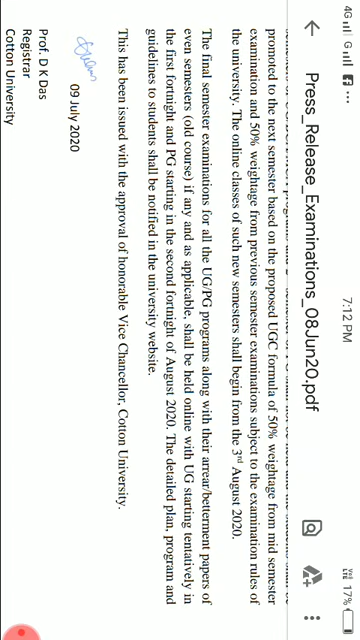 4G G 7:12 PM Vo) LTE 17%
Press_Release_Examinations_08Jun20.pdf
promoted to the next semester based on the proposed UGC formula of 50% weightage from mid semester
examination and 50% weightage from previous semester examinations subject to the examination rules of
the university. The online classes of such new semesters shall begin from the 3rd August 2020.
The final semester examinations for all the UG/PG programs along with their arrear/betterment papers of
even semesters (old course) if any and as applicable, shall be held online with UG starting tentatively in
the first fortnight and PG starting in the second fortnight of August 2020. The detailed plan, program and
guidelines to students shall be notified in the university website.
This has been issued with the approval of honorable Vice Chancellor, Cotton University.
09 July 2020
Prof. D K Das
Registrar
Cotton University